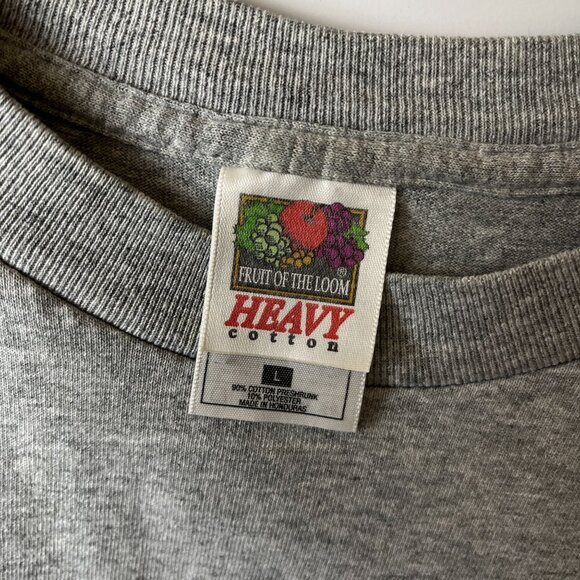 FRUIT OF THE LOOM
®
HEAVY
cotton
L
90% COTTON PRESHRUNK
10% POLYESTER
MADE IN HONDURAS